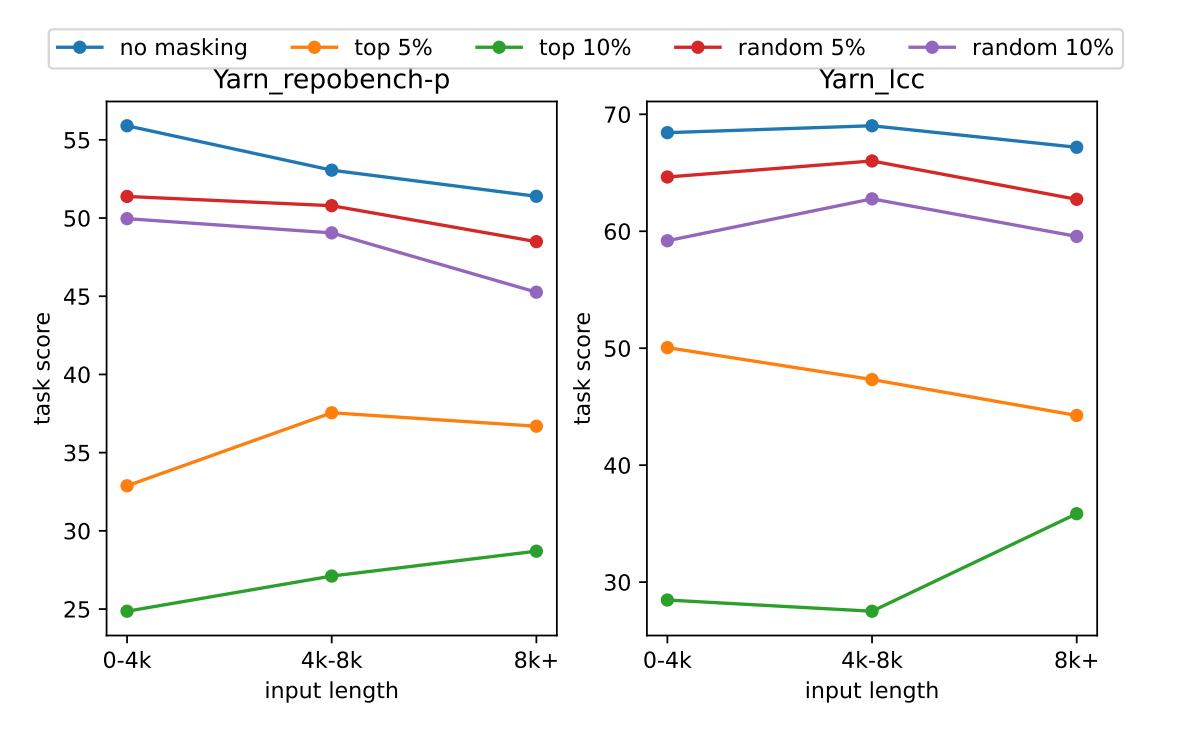 no masking top 5% top 10% random 5% random 10%
Yarn_repobench-p
55
50
45
40
35
30
25
task score
0-4k 4k-8k 8k+
input length
Yarn_lcc
70
60
50
40
30
task score
0-4k 4k-8k 8k+
input length